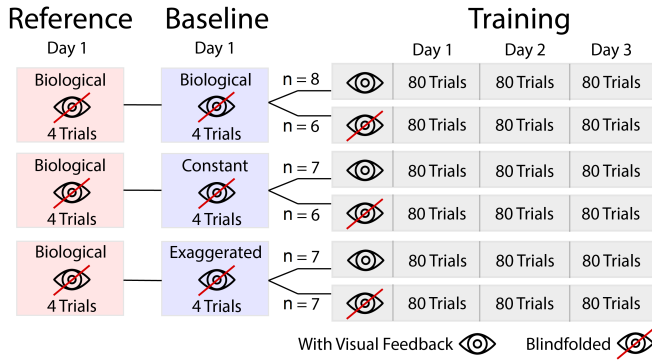 Reference Baseline Training
Day 1 Day 1 Day 1 Day 2 Day 3
Biological Biological n = 8 80 Trials 80 Trials 80 Trials
4 Trials 4 Trials n = 6 80 Trials 80 Trials 80 Trials
Biological Constant n = 7 80 Trials 80 Trials 80 Trials
4 Trials 4 Trials n = 6 80 Trials 80 Trials 80 Trials
Biological Exaggerated n = 7 80 Trials 80 Trials 80 Trials
4 Trials 4 Trials n = 7 80 Trials 80 Trials 80 Trials
With Visual Feedback Blindfolded